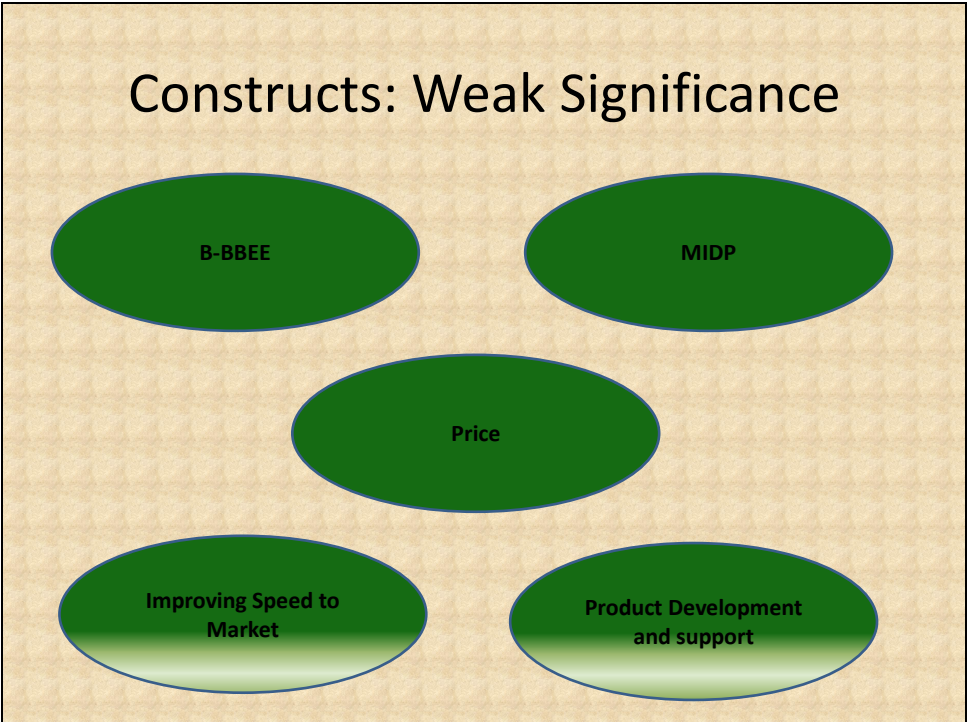 Constructs: Weak Significance
B-BBEE
MIDP
Price
Improving Speed to
Market
Product Development
and support